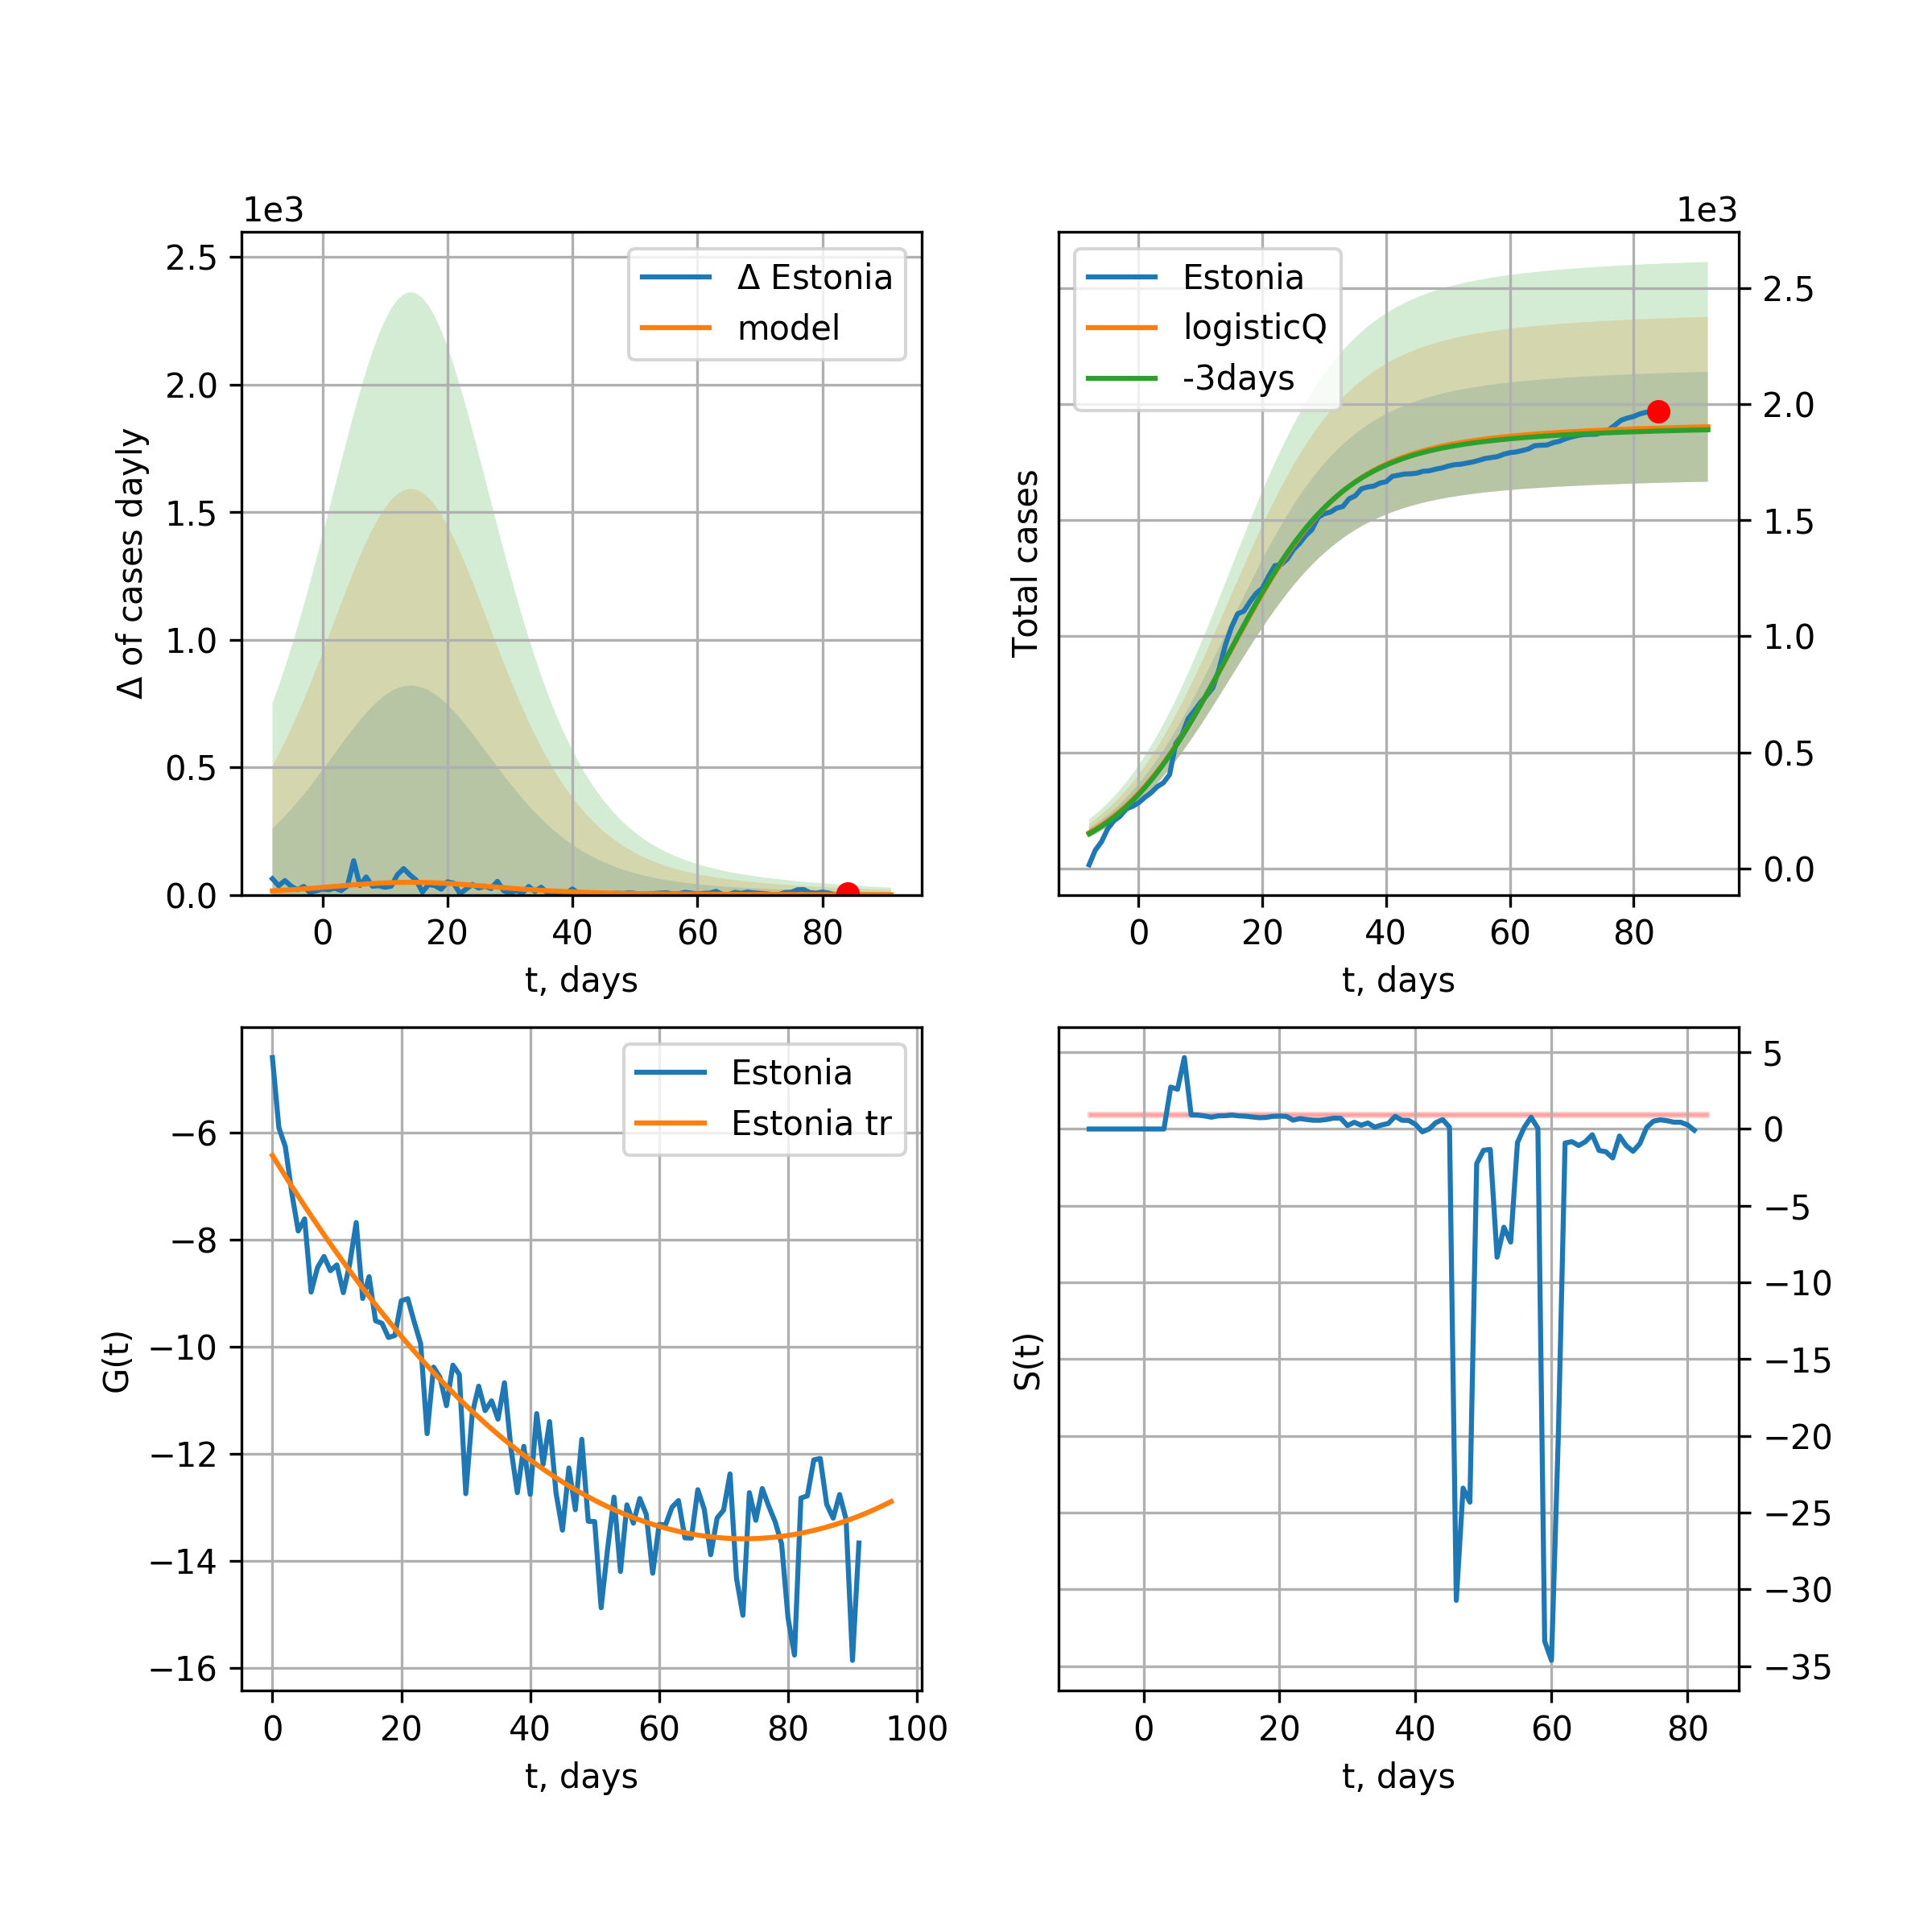 1e3
2.5
2.0
1.5
1.0
0.5
0.0
Δ of cases dayly
Δ Estonia
model
0 20 40 60 80
t, days
1e3
Total cases
Estonia
logisticQ
-3days
2.5
2.0
1.5
1.0
0.5
0.0
0 20 40 60 80
t, days
G(t)
−6
−8
−10
−12
−14
−16
Estonia
Estonia tr
0 20 40 60 80 100
t, days
S(t)
5
0
−5
−10
−15
−20
−25
−30
−35
0 20 40 60 80
t, days